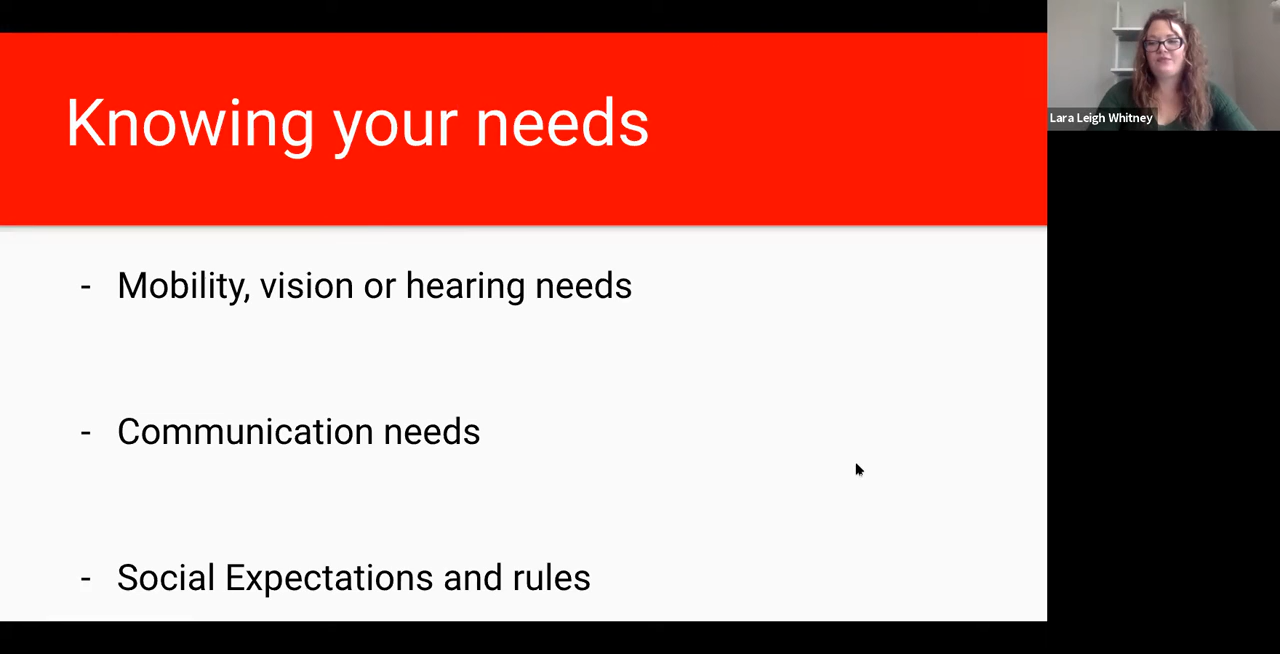 Knowing your needs
Lara Leigh Whitney
- Mobility, vision or hearing needs
- Communication needs
- Social Expectations and rules